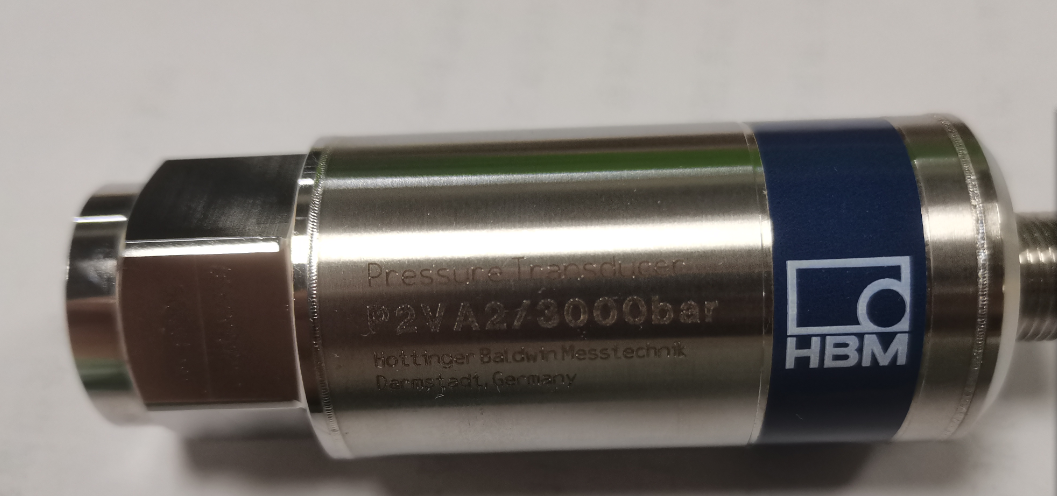 Pressure Transducer
P2VA2/3000bar
Hottinger Baldwin Messtechnik
Darmstadt, Germany
HBM